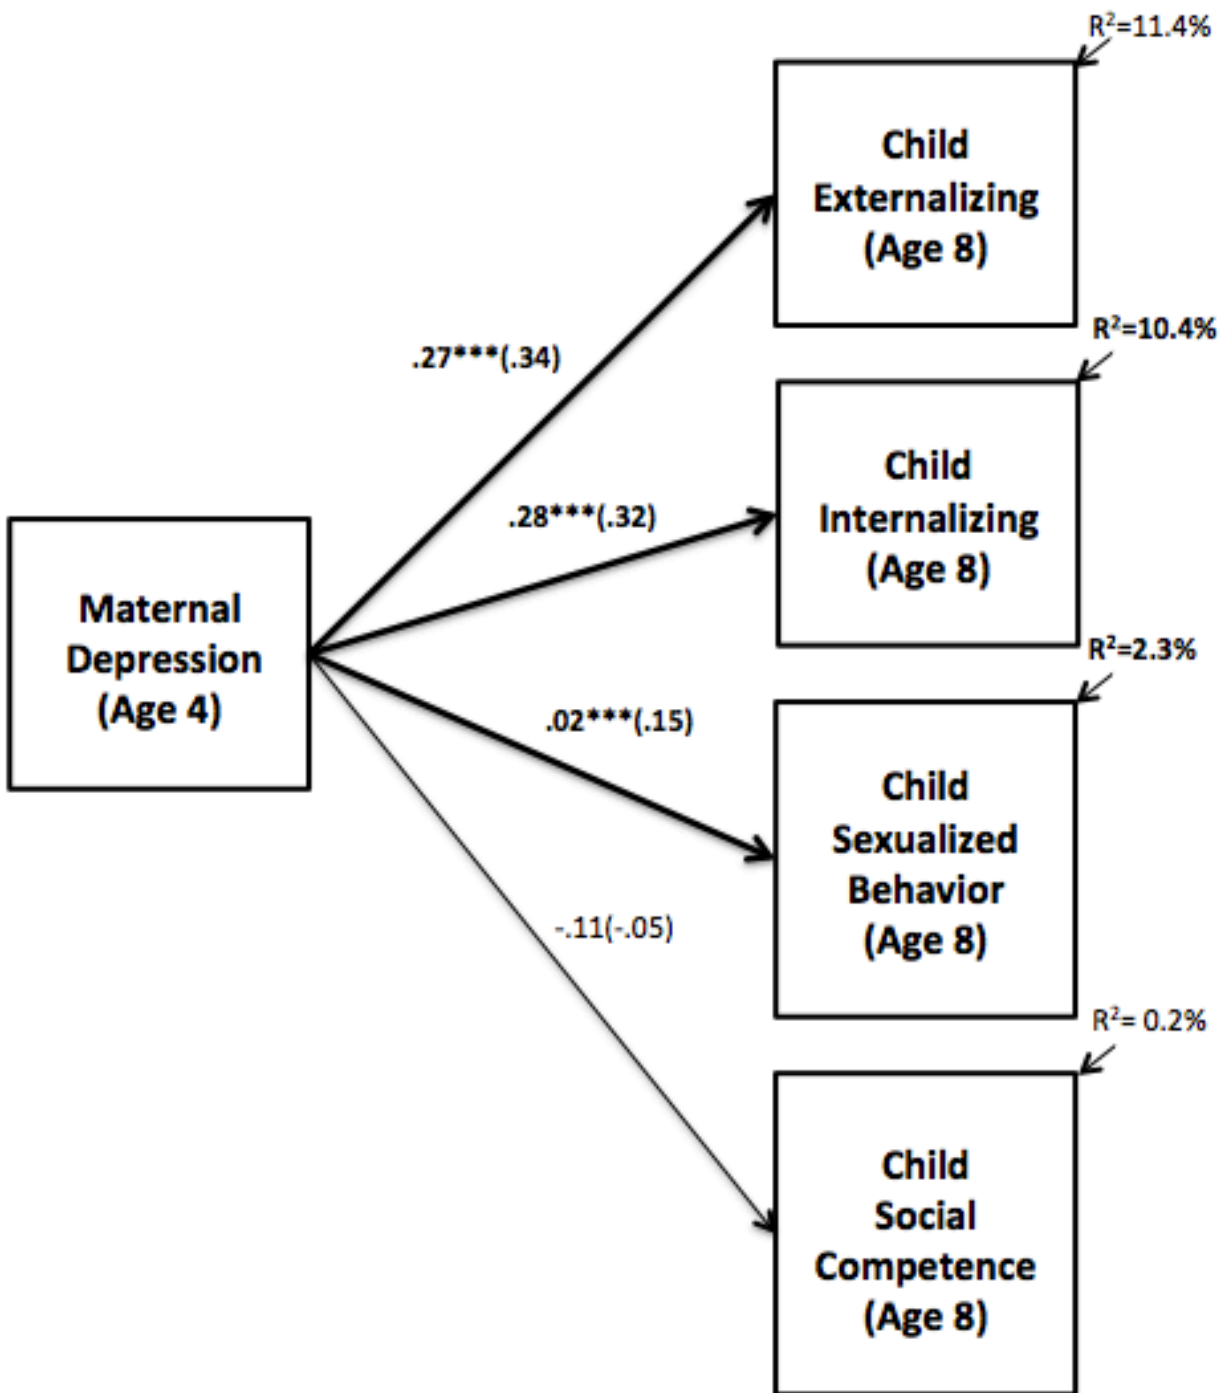 R²=11.4%
Child
Externalizing
(Age 8)
.27***(.34)
R²=10.4%
Child
Internalizing
(Age 8)
.28***(.32)
Maternal
Depression
(Age 4)
R²=2.3%
.02***(.15)
Child
Sexualized
Behavior
(Age 8)
-.11(-.05)
R²= 0.2%
Child
Social
Competence
(Age 8)